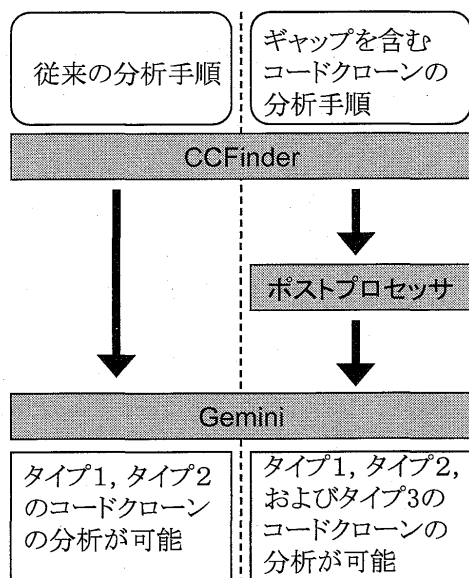 従来の分析手順
ギャップを含む
コードクローンの
分析手順
CCFinder
ポストプロセッサ
Gemini
タイプ1, タイプ2
のコードクローン
の分析が可能
タイプ1, タイプ2,
およびタイプ3の
コードクローンの
分析が可能